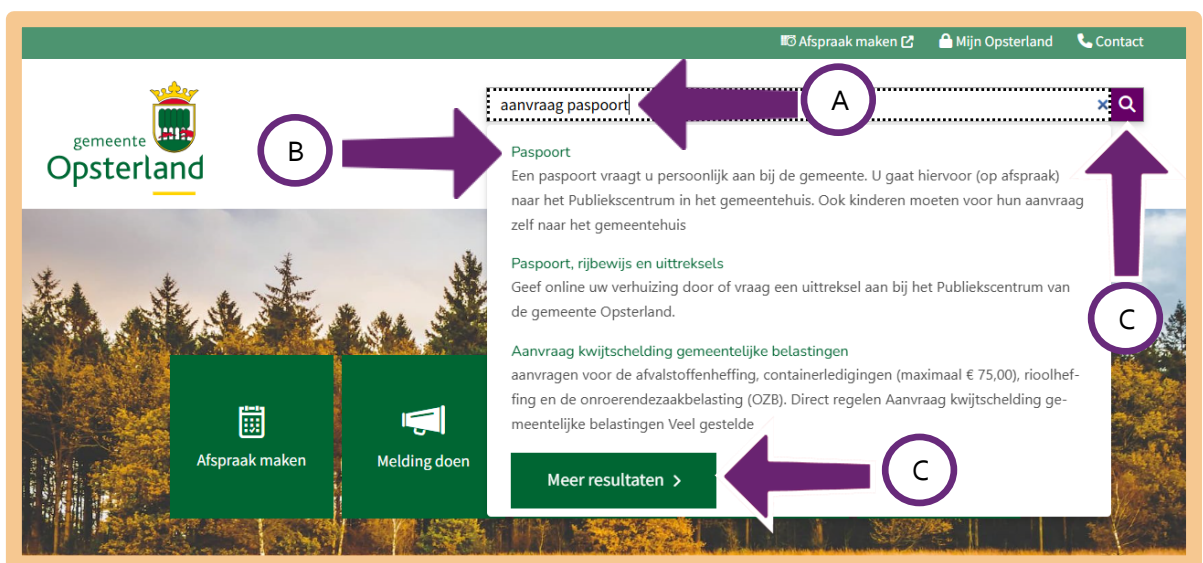 Afspraak maken Mijn Opsterland Contact
gemeente
Opsterland
aanvraag paspoort
A
B
Paspoort
Een paspoort vraagt u persoonlijk aan bij de gemeente. U gaat hiervoor (op afspraak)
naar het Publiekscentrum in het gemeentehuis. Ook kinderen moeten voor hun aanvraag
zelf naar het gemeentehuis
Paspoort, rijbewijs en uittreksels
Geef online uw verhuizing door of vraag een uittreksel aan bij het Publiekscentrum van
de gemeente Opsterland.
C
Aanvraag kwijtschelding gemeentelijke belastingen
aanvragen voor de afvalstoffenheffing, containerledigingen (maximaal € 75,00), rioolhef-
fing en de onroerendezaakbelasting (OZB). Direct regelen Aanvraag kwijtschelding ge-
meentelijke belastingen Veel gestelde
Meer resultaten
C
Afspraak maken
Melding doen